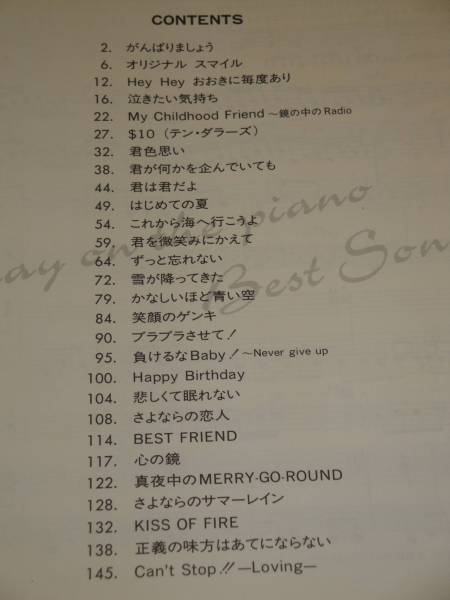 CONTENTS
2. がんばりましょう
6. オリジナル スマイル
12. Hey Hey おおきに毎度あり
16. 泣きたい気持ち
22. My Childhood Friend ～鏡の中のRadio
27. $10 (テン・ダラーズ)
32. 君色思い
38. 君が何かを企んでいても
44. 君は君だよ
49. はじめての夏
54. これから海へ行こうよ
59. 君を微笑みにかえて
64. ずっと忘れない
72. 雪が降ってきた
79. かなしいほど青い空
84. 笑顔のゲンキ
90. ブラブラさせて!
95. 負けるなBaby! ～Never give up
100. Happy Birthday
104. 悲しくて眠れない
108. さよならの恋人
114. BEST FRIEND
117. 心の鏡
122. 真夜中のMERRY-GO-ROUND
128. さよならのサマーレイン
132. KISS OF FIRE
138. 正義の味方はあてにならない
145. Can't Stop!! —Loving—
on the piano
Best